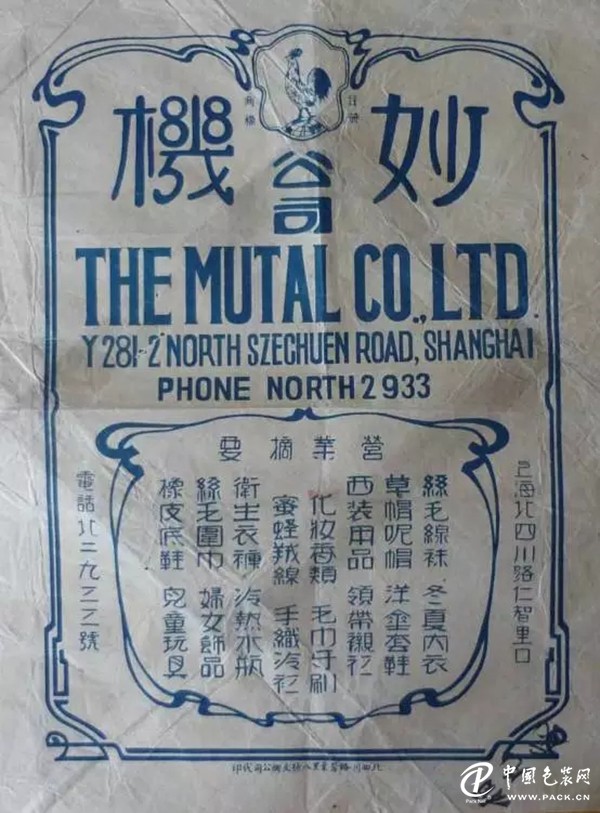 註册
商標
妙機
公司
THE MUTAL CO., LTD.
Y 281-2 NORTH SZECHUEN ROAD, SHANGHAI
PHONE NORTH 2933
營業摘要
上海北四川路仁智里口
絲毛線袜 冬夏內衣
草帽呢帽 洋傘套鞋
西裝用品 領帶襯衫
化妝香類 毛巾牙刷
蜜蜂羢線 手織冷衫
衛生衣褲 冷熱水瓶
絲毛圍巾 婦女飾品
橡皮底鞋 兒童玩具
電話北二九三三號
中国包装网
WWW.PACK.CN